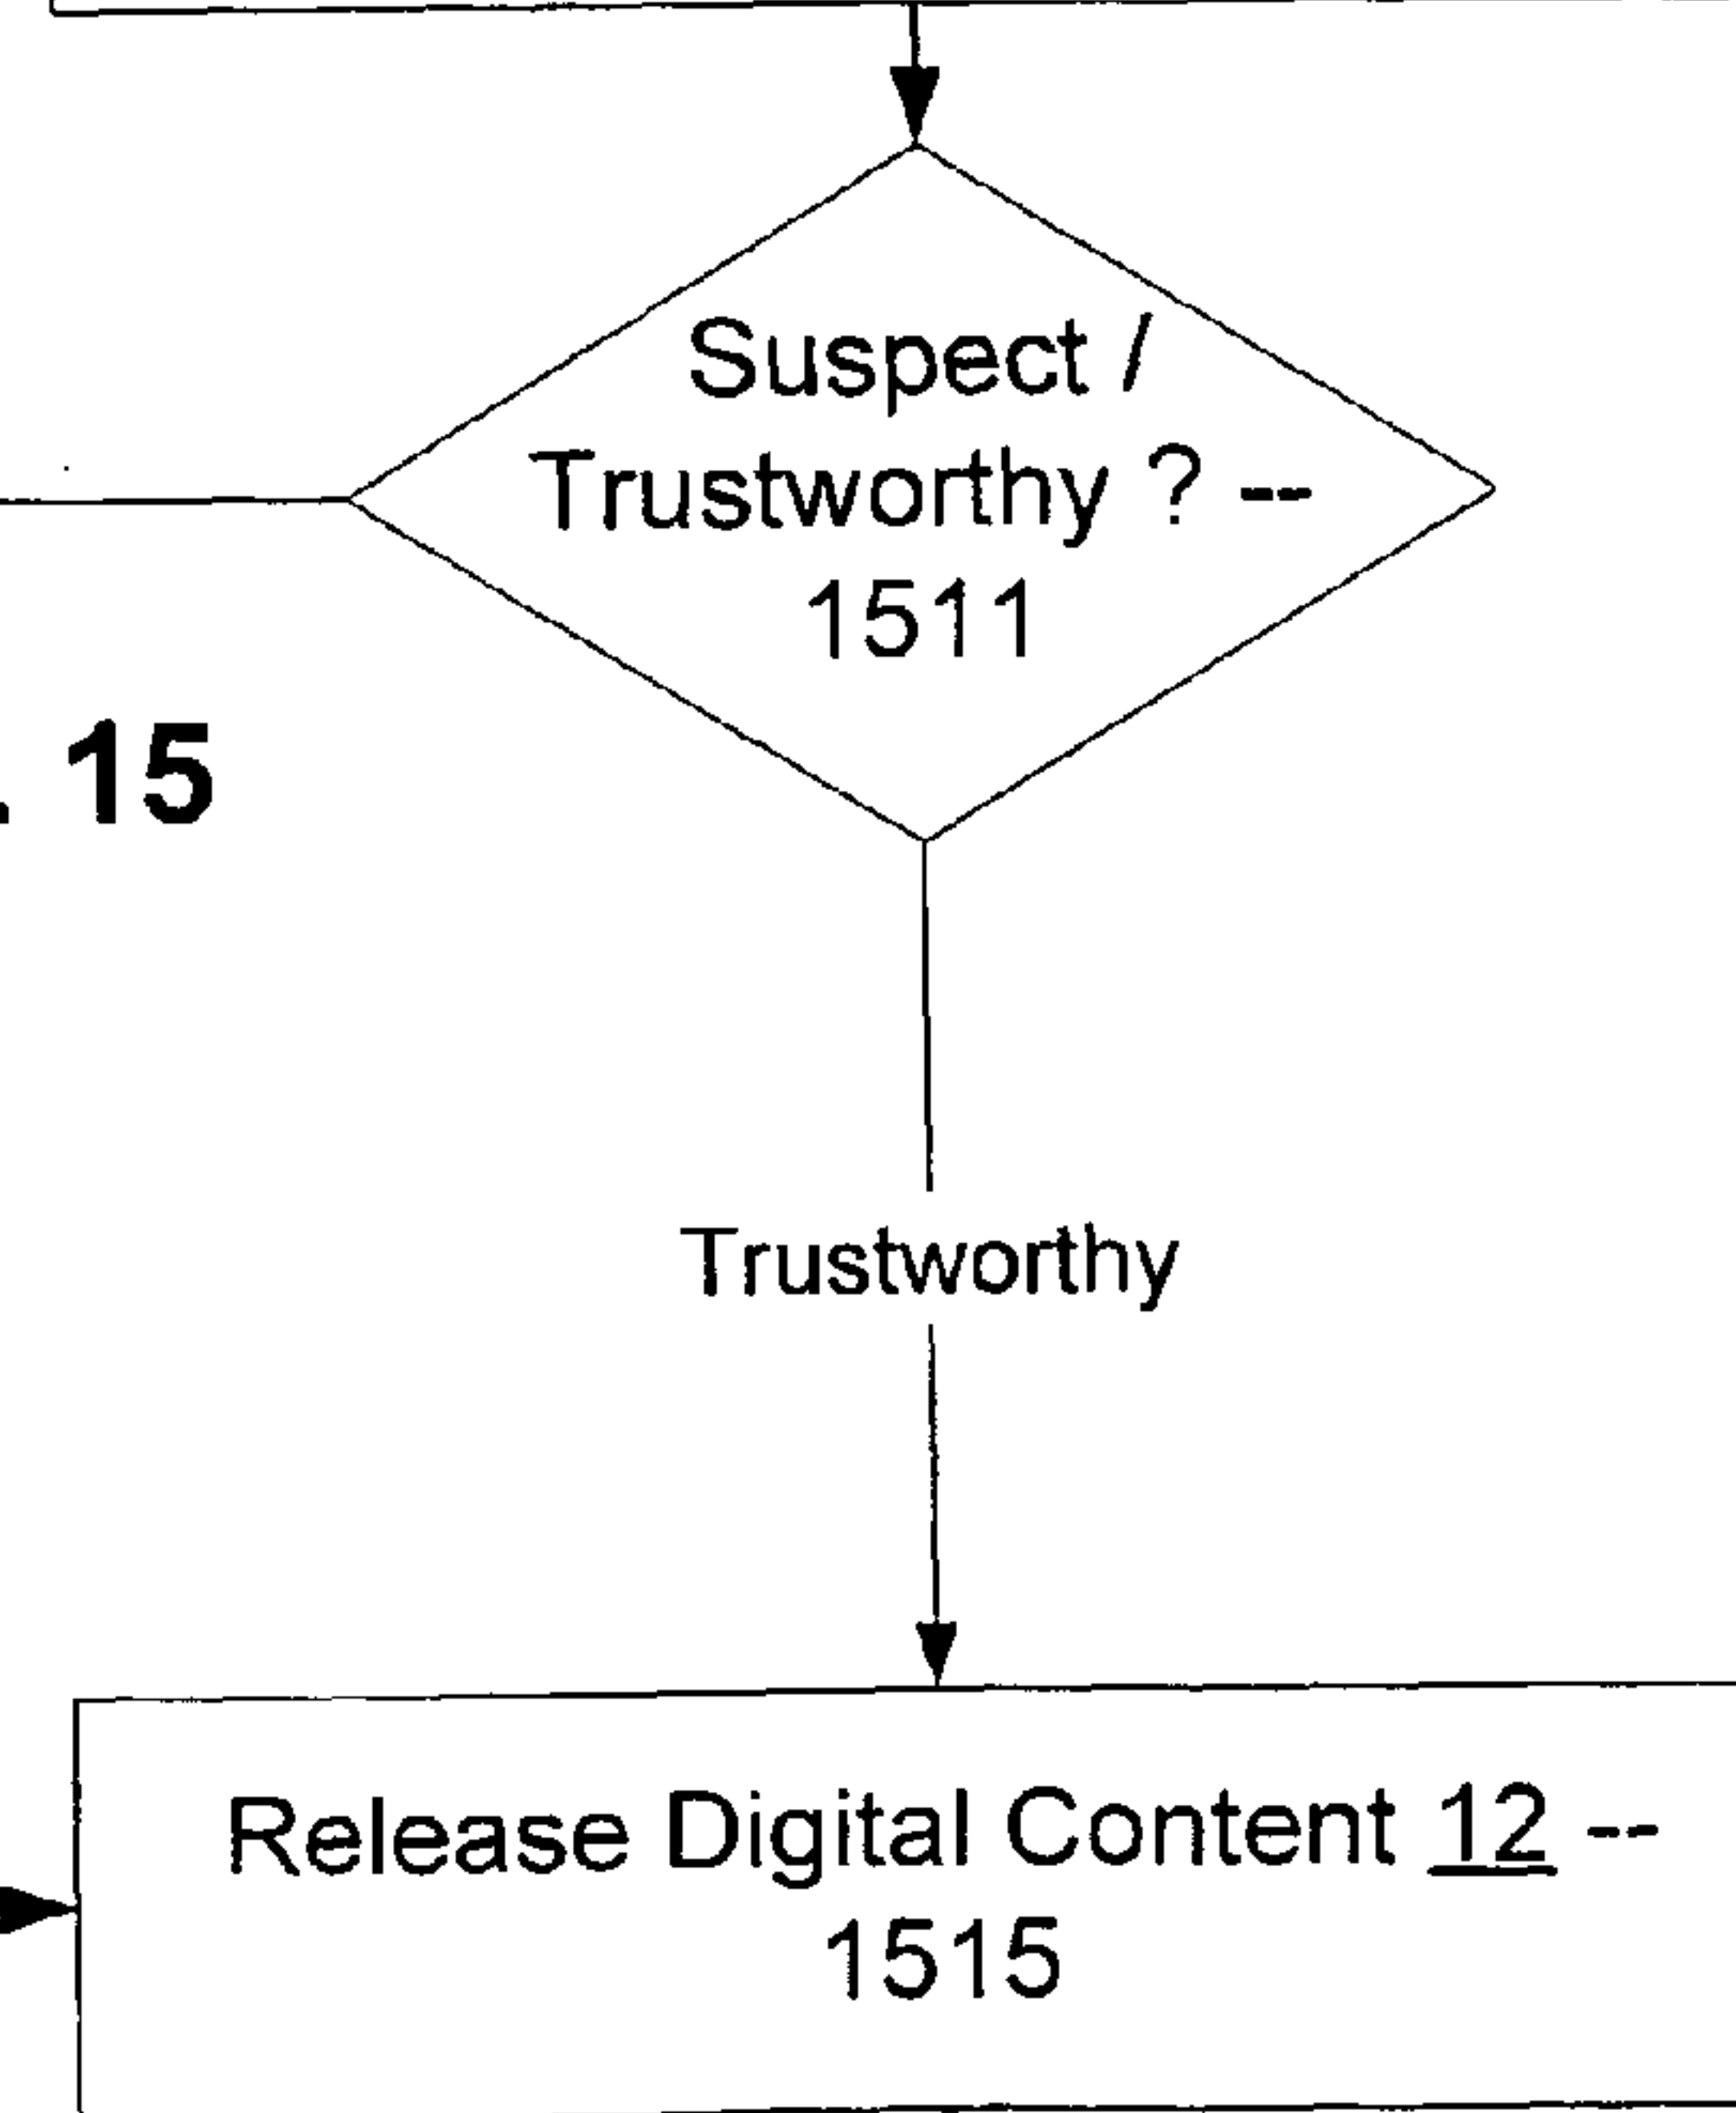 Suspect /
Trustworthy ? --
1511
. 15
Trustworthy
Release Digital Content 12 --
1515